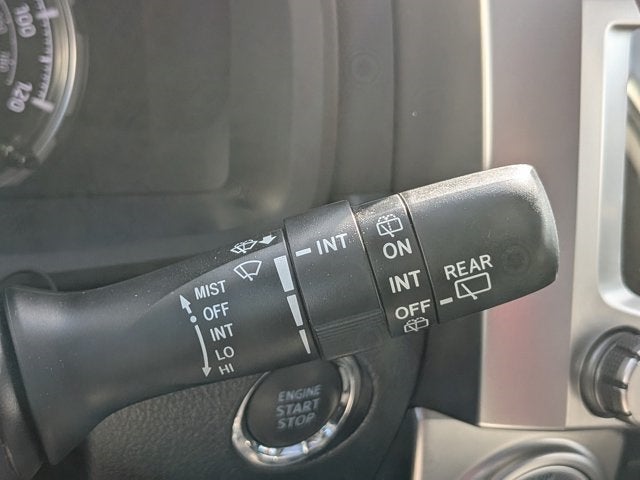 100
120
INT
ON
INT
OFF
REAR
MIST
OFF
INT
LO
HI
ENGINE
START
STOP